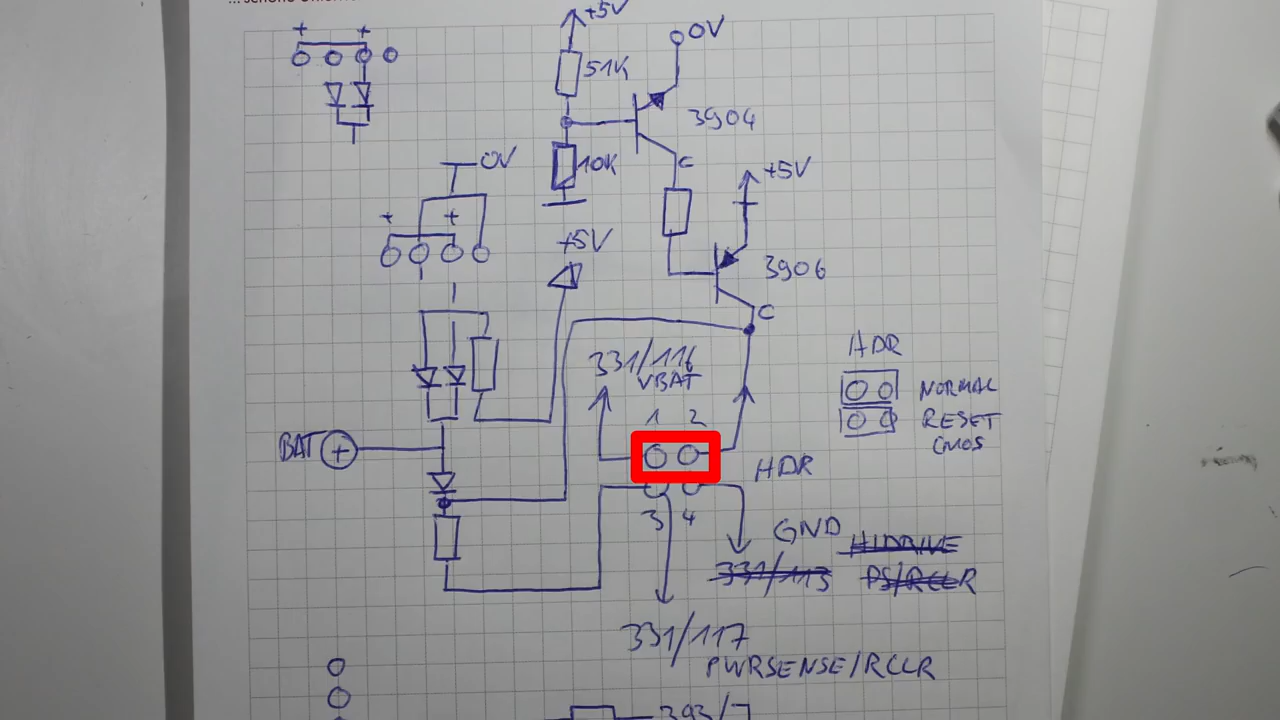 +5V
+ +
0V
51K
3904
10K
C
0V
+5V
+ +
+5V
3906
C
HDR
331/116
VBAT
NORMAL
1 2
RESET
CMOS
BAT +
HDR
3 4
GND
HIDRIVE
331/113
PS/RCLR
331/117
PWRSENSE/RCLR
393/7